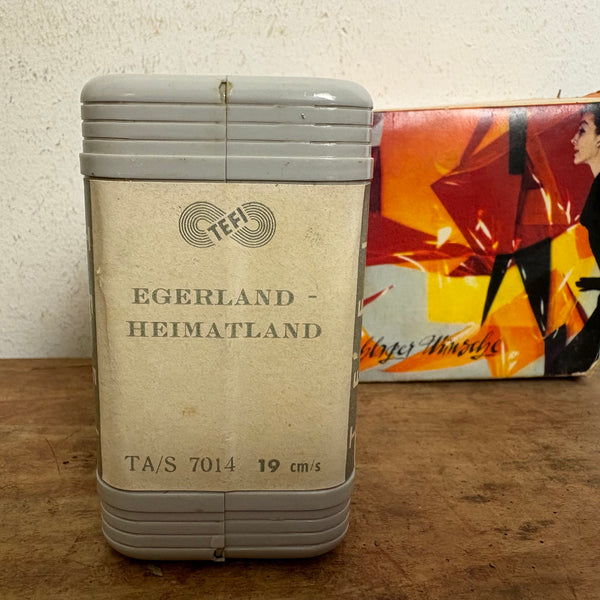 TEFI
EGERLAND -
HEIMATLAND
TA/S 7014 19 cm/s